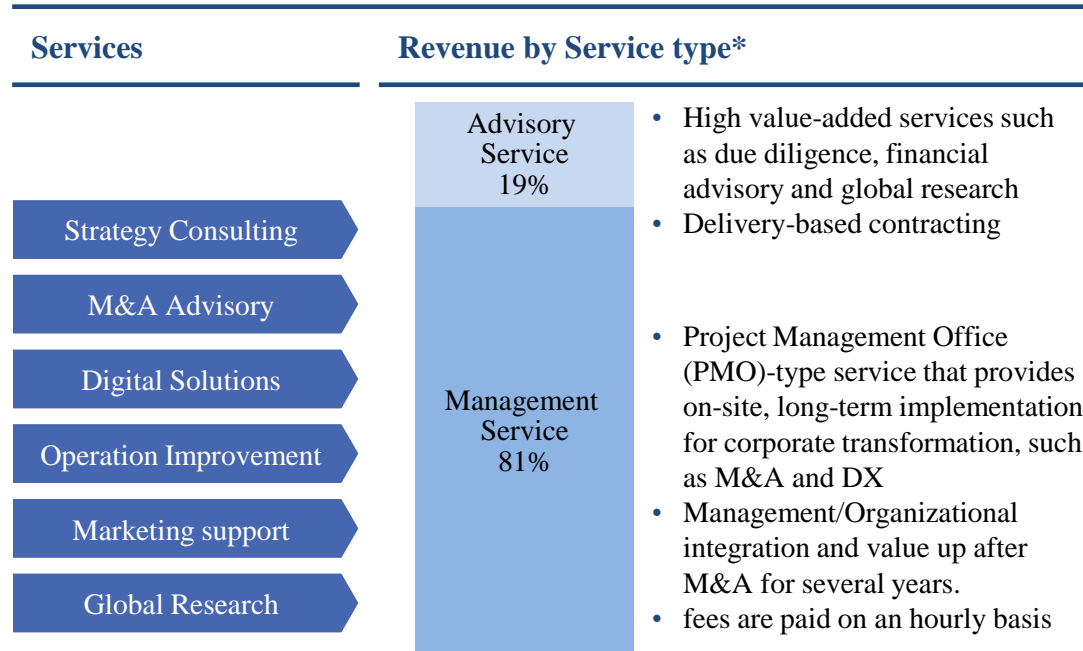 Services
Revenue by Service type*
Strategy Consulting
M&A Advisory
Digital Solutions
Operation Improvement
Marketing support
Global Research
Advisory
Service
19%
Management
Service
81%
• High value-added services such
as due diligence, financial
advisory and global research
• Delivery-based contracting
• Project Management Office
(PMO)-type service that provides
on-site, long-term implementation
for corporate transformation, such
as M&A and DX
• Management/Organizational
integration and value up after
M&A for several years.
• fees are paid on an hourly basis